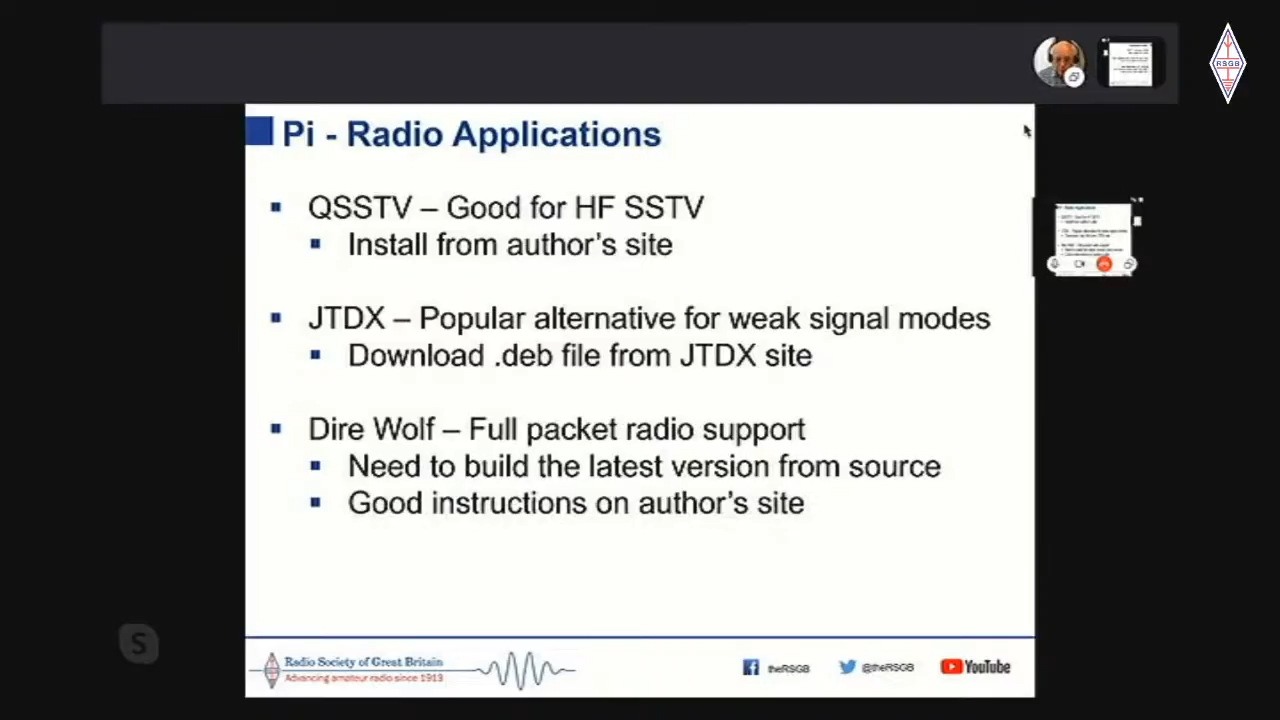 RSGB
Pi - Radio Applications
QSSTV – Good for HF SSTV
Install from author's site
JTDX – Popular alternative for weak signal modes
Download .deb file from JTDX site
Dire Wolf – Full packet radio support
Need to build the latest version from source
Good instructions on author's site
S
Radio Society of Great Britain
Advancing amateur radio since 1913
theRSGB
@theRSGB
YouTube